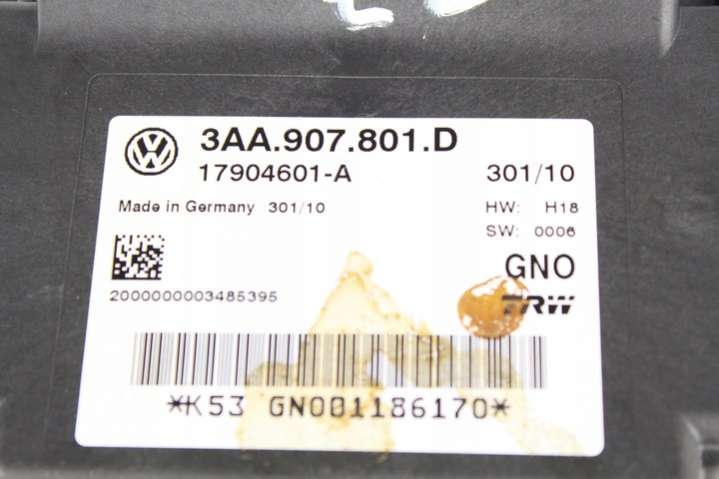 3AA.907.801.D
17904601-A 301/10
Made in Germany 301/10 HW: H18
SW: 0006
GNO
2000000003485395 TRW
*K53 GNO01186170*